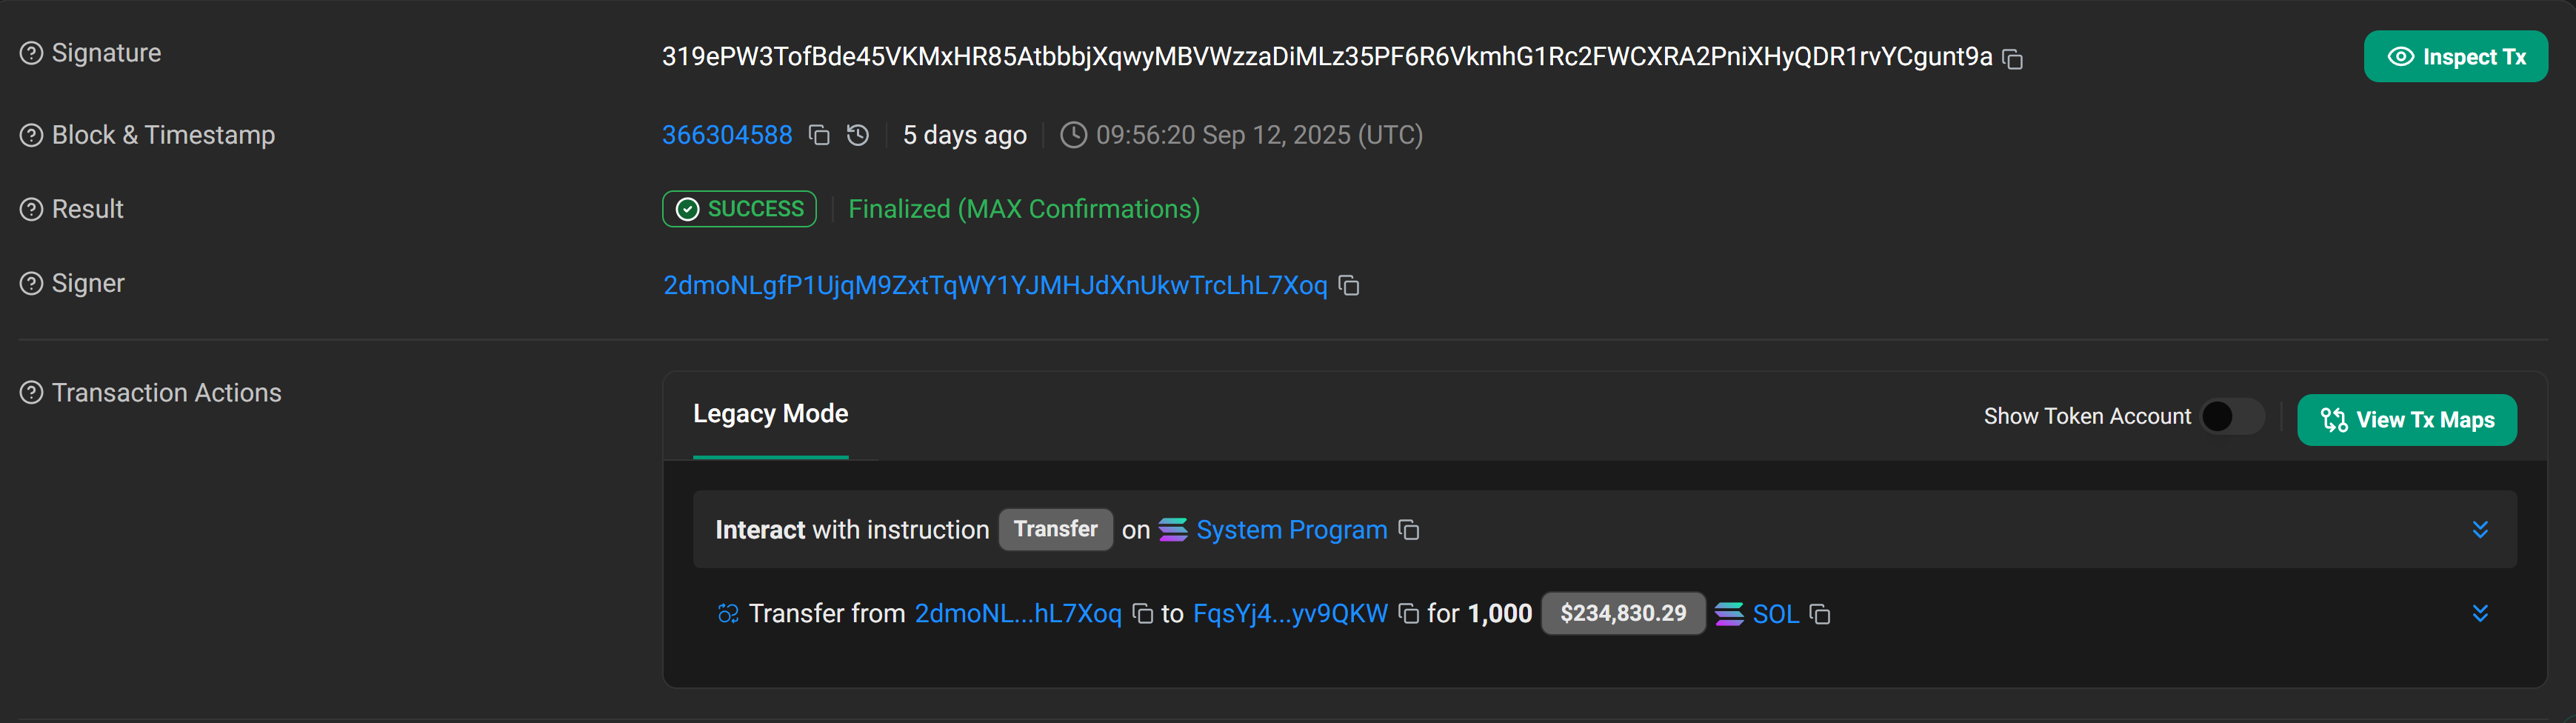 Signature
319ePW3TofBde45VKMxHR85AtbbbjXqwyMBVWzzaDiMLz35PF6R6VkmhG1Rc2FWCXRA2PniXHyQDR1rvYCgunt9a
Inspect Tx
Block & Timestamp
366304588 5 days ago 09:56:20 Sep 12, 2025 (UTC)
Result
SUCCESS Finalized (MAX Confirmations)
Signer
2dmoNLgfP1UjqM9ZxtTqWY1YJMHJdXnUkwTrcLhL7Xoq
Transaction Actions
Legacy Mode
Show Token Account
View Tx Maps
Interact with instruction Transfer on System Program
Transfer from 2dmoNL...hL7Xoq to FqsYj4...yv9QKW for 1,000 $234,830.29 SOL